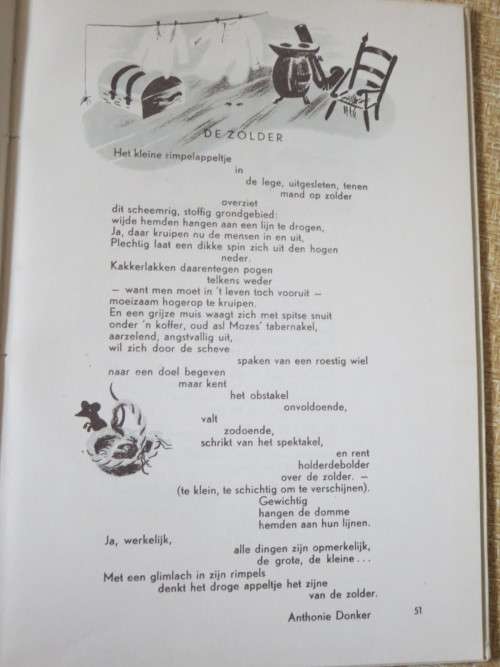 DE ZOLDER
Het kleine rimpelappeltje
in
de lege, uitgesleten, tenen
mand op zolder
overziet
dit scheemrig, stoffig grondgebied:
wijde hemden hangen aan een lijn te drogen,
Ja, daar kruipen nu de mensen in en uit,
Plechtig laat een dikke spin zich uit den hogen
neder.
Kakkerlakken daarentegen pogen
telkens weder
— want men moet in 't leven toch vooruit —
moeizaam hogerop te kruipen.
En een grijze muis waagt zich met spitse snuit
onder 'n koffer, oud asl Mozes' tabernakel,
aarzelend, angstvallig uit,
wil zich door de scheve
spaken van een roestig wiel
naar een doel begeven
maar kent
het obstakel
onvoldoende,
valt
zodoende,
schrikt van het spektakel,
en rent
holderdebolder
over de zolder. —
(te klein, te schichtig om te verschijnen).
Gewichtig
hangen de domme
hemden aan hun lijnen.
Ja, werkelijk,
alle dingen zijn opmerkelijk,
de grote, de kleine...
Met een glimlach in zijn rimpels
denkt het droge appeltje het zijne
van de zolder.
Anthonie Donker
51